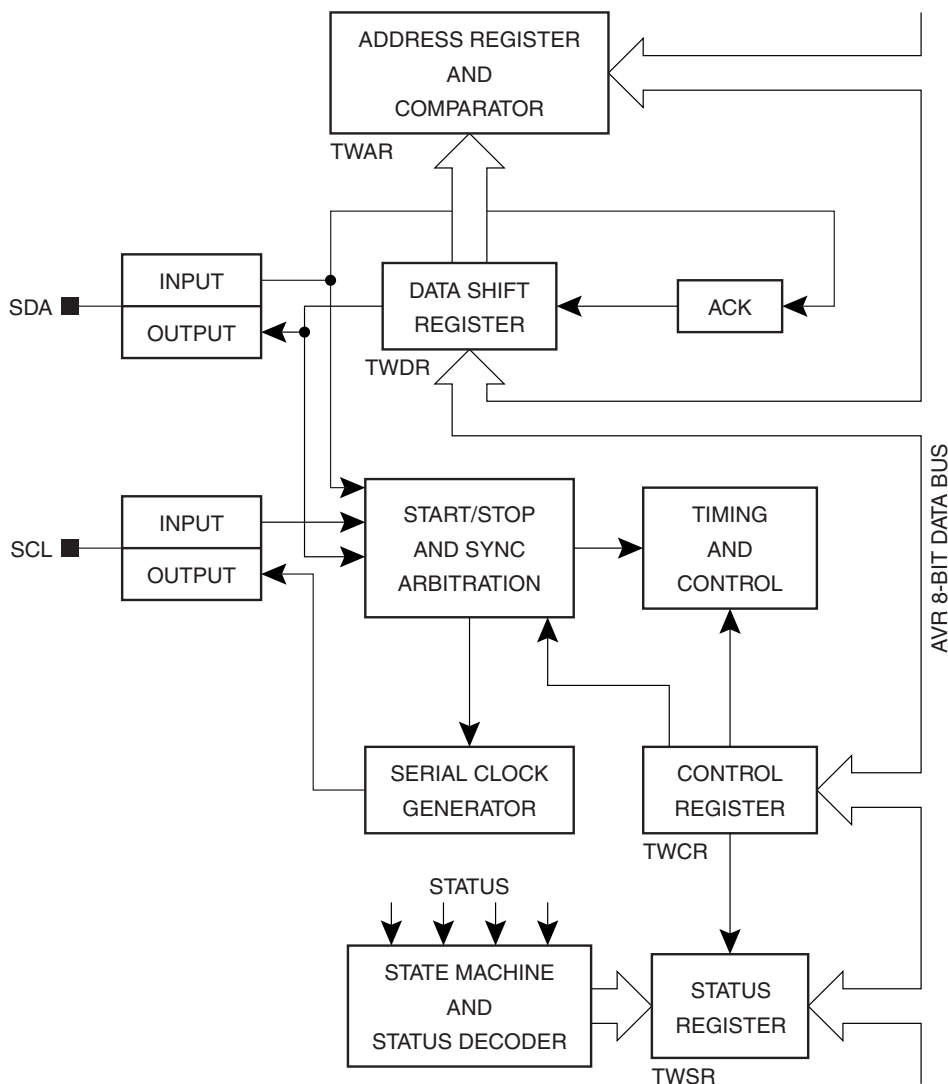 ADDRESS REGISTER
AND
COMPARATOR
TWAR
INPUT
SDA
OUTPUT
DATA SHIFT
REGISTER
TWDR
ACK
INPUT
SCL
OUTPUT
START/STOP
AND SYNC
ARBITRATION
TIMING
AND
CONTROL
AVR 8-BIT DATA BUS
SERIAL CLOCK
GENERATOR
CONTROL
REGISTER
TWCR
STATUS
STATE MACHINE
AND
STATUS DECODER
STATUS
REGISTER
TWSR